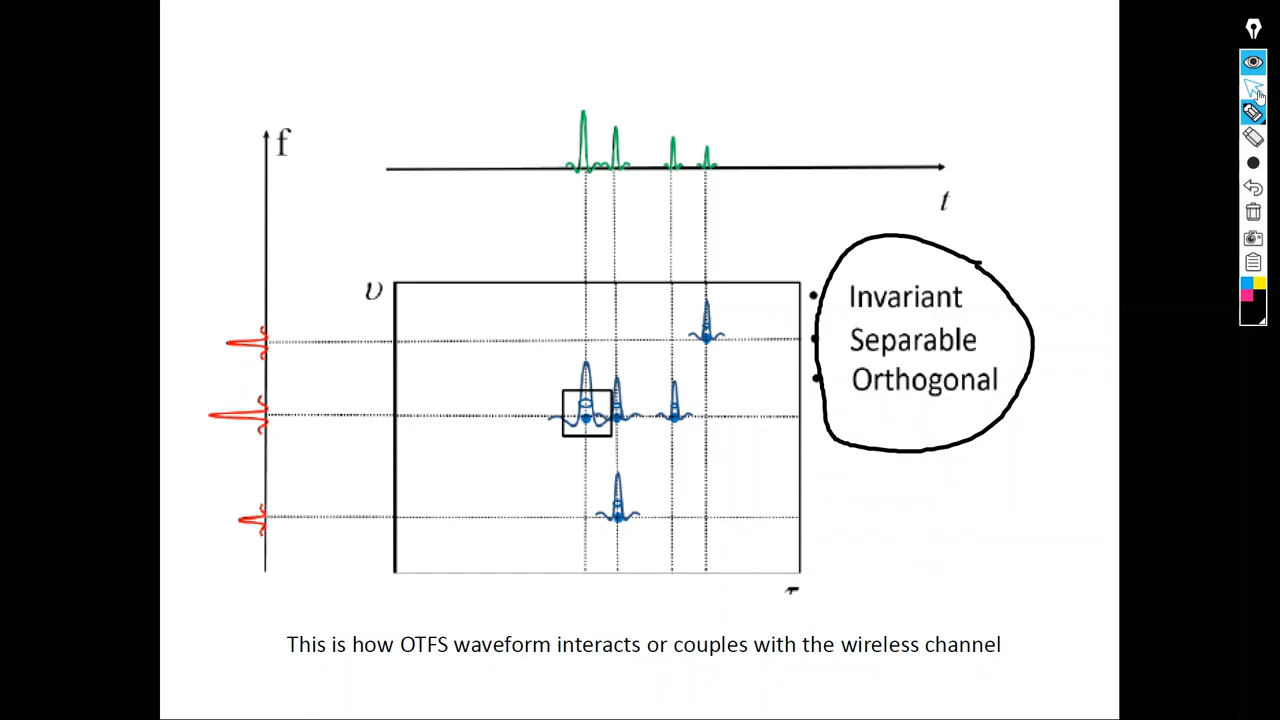 f
t
υ
Invariant
Separable
Orthogonal
τ
This is how OTFS waveform interacts or couples with the wireless channel